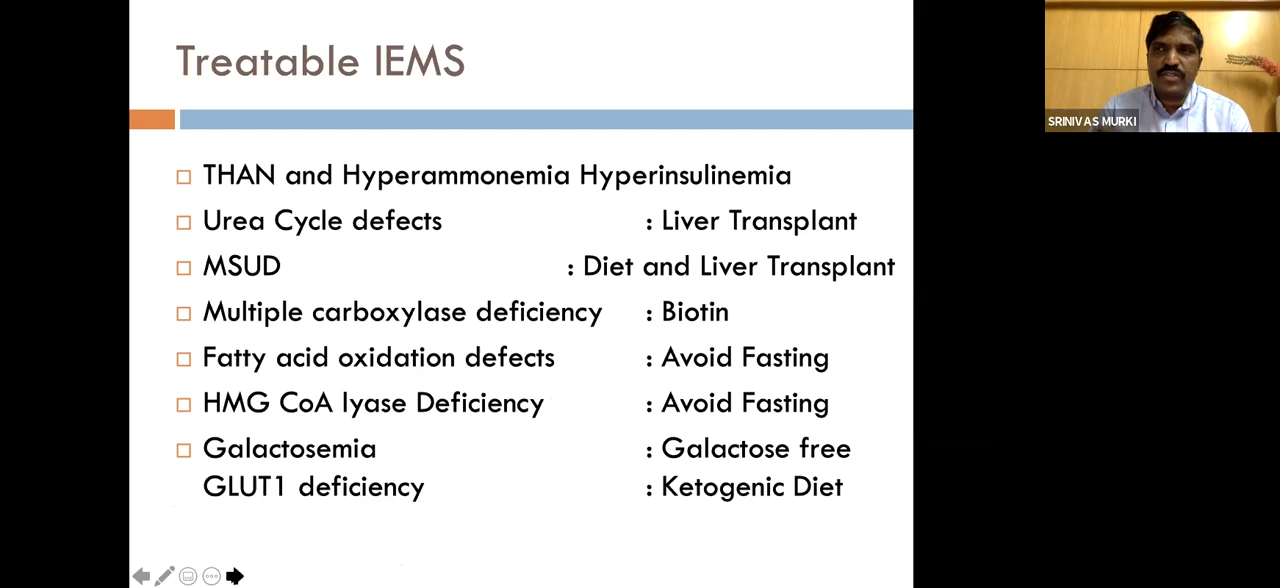 Treatable IEMS
THAN and Hyperammonemia Hyperinsulinemia
Urea Cycle defects : Liver Transplant
MSUD : Diet and Liver Transplant
Multiple carboxylase deficiency : Biotin
Fatty acid oxidation defects : Avoid Fasting
HMG CoA lyase Deficiency : Avoid Fasting
Galactosemia : Galactose free
GLUT1 deficiency : Ketogenic Diet
SRINIVAS MURKI